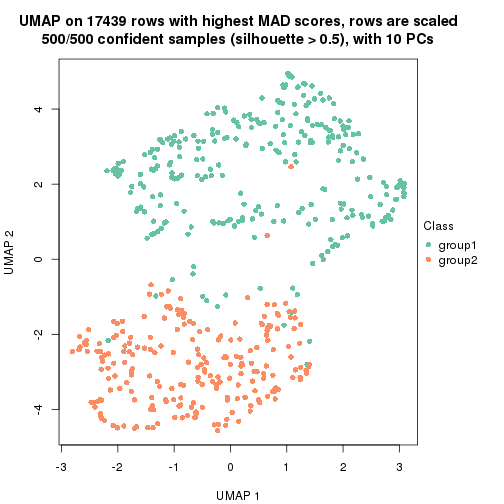 UMAP on 17439 rows with highest MAD scores, rows are scaled
500/500 confident samples (silhouette > 0.5), with 10 PCs
4
2
0
-2
-4
UMAP 2
-3
-2
-1
0
1
2
3
UMAP 1
Class
group1
group2